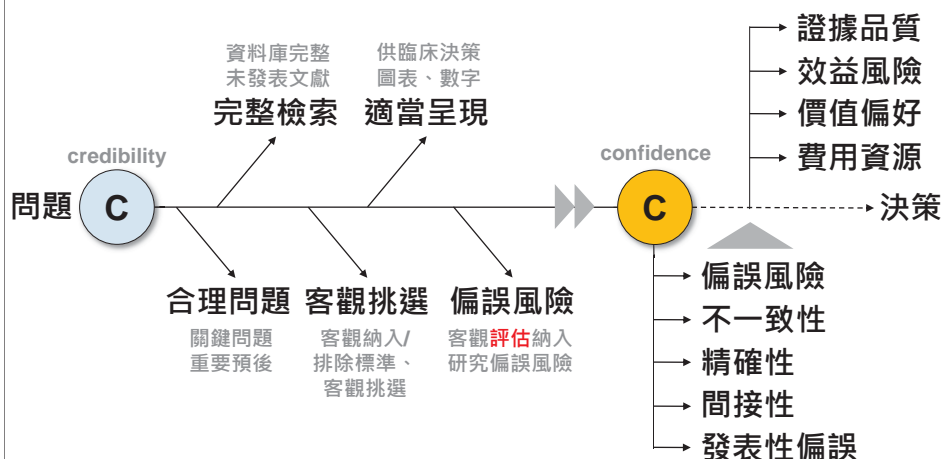 證據品質
效益風險
價值偏好
費用資源
資料庫完整
未發表文獻
完整檢索
供臨床決策
圖表、數字
適當呈現
credibility
confidence
問題
C
C
決策
合理問題
關鍵問題
重要預後
客觀挑選
客觀納入/
排除標準、
客觀挑選
偏誤風險
客觀評估納入
研究偏誤風險
偏誤風險
不一致性
精確性
間接性
發表性偏誤